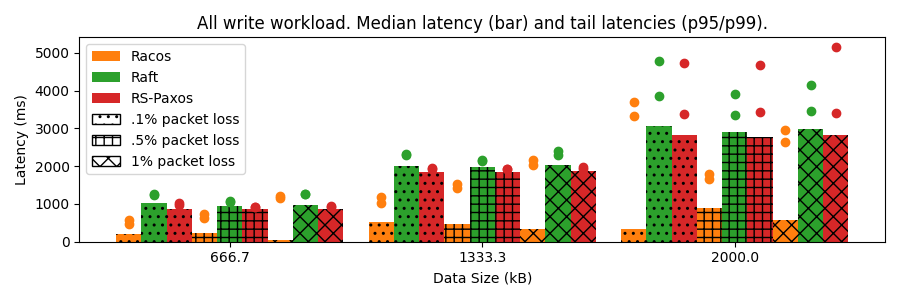 All write workload. Median latency (bar) and tail latencies (p95/p99).
Latency (ms)
5000
4000
3000
2000
1000
0
Racos
Raft
RS-Paxos
.1% packet loss
.5% packet loss
1% packet loss
666.7
1333.3
2000.0
Data Size (kB)